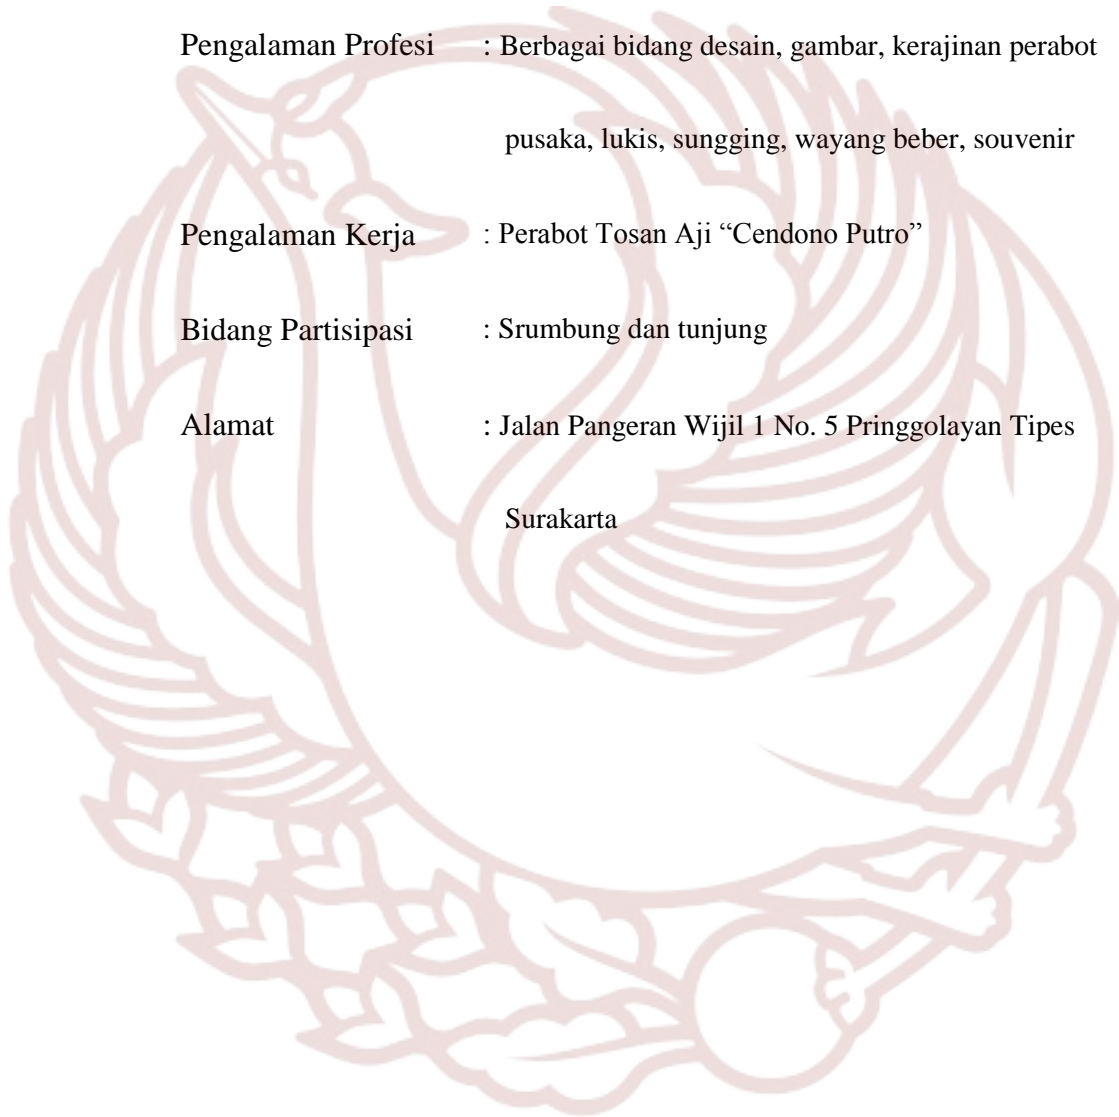 Pengalaman Profesi : Berbagai bidang desain, gambar, kerajinan perabot
pusaka, lukis, sungging, wayang beber, souvenir
Pengalaman Kerja : Perabot Tosan Aji “Cendono Putro”
Bidang Partisipasi : Srumbung dan tunjung
Alamat : Jalan Pangeran Wijil 1 No. 5 Pringgolayan Tipes
Surakarta